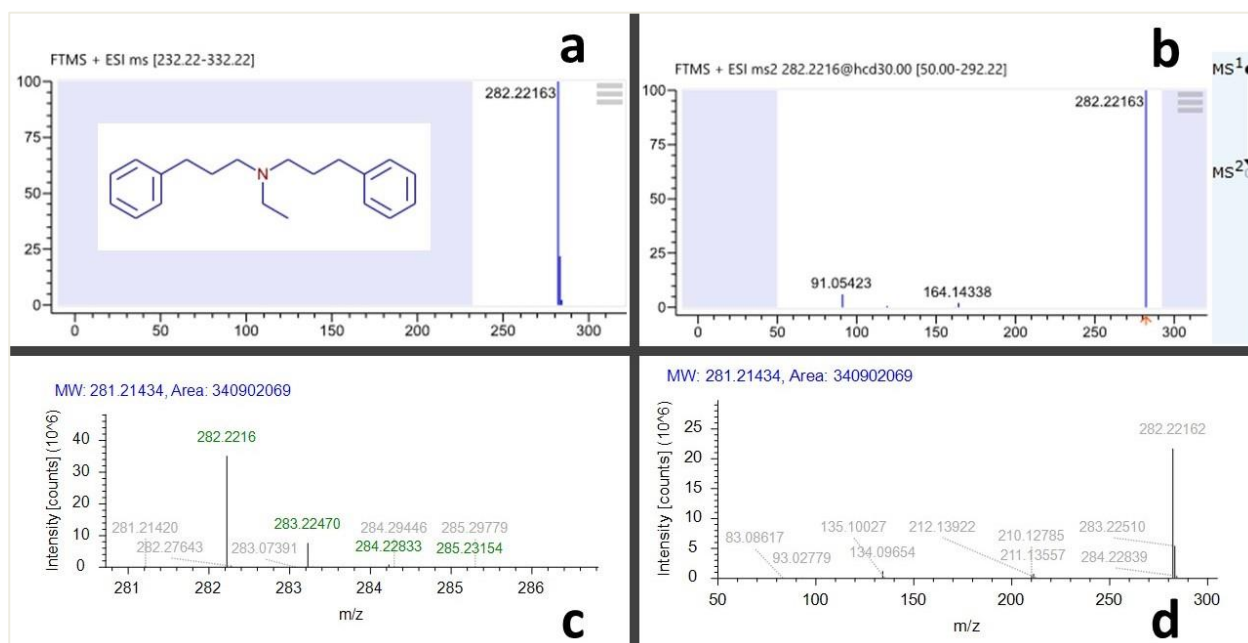 a
FTMS + ESI ms [232.22-332.22]
100
75
50
25
0
282.22163
N
0 50 100 150 200 250 300
b
FTMS + ESI ms2 282.2216@hcd30.00 [50.00-292.22]
100
75
50
25
0
282.22163
91.05423
164.14338
0 50 100 150 200 250 300
MS1
MS2
MW: 281.21434, Area: 340902069
Intensity [counts] (10^6)
40
30
20
10
0
282.2216
281.21420
282.27643
283.22470
283.07391
284.29446
284.22833
285.29779
285.23154
281 282 283 284 285 286
m/z
c
MW: 281.21434, Area: 340902069
Intensity [counts] (10^6)
25
20
15
10
5
0
282.22162
83.08617
93.02779
135.10027
134.09654
212.13922
210.12785
211.13557
283.22510
284.22839
50 100 150 200 250 300
m/z
d